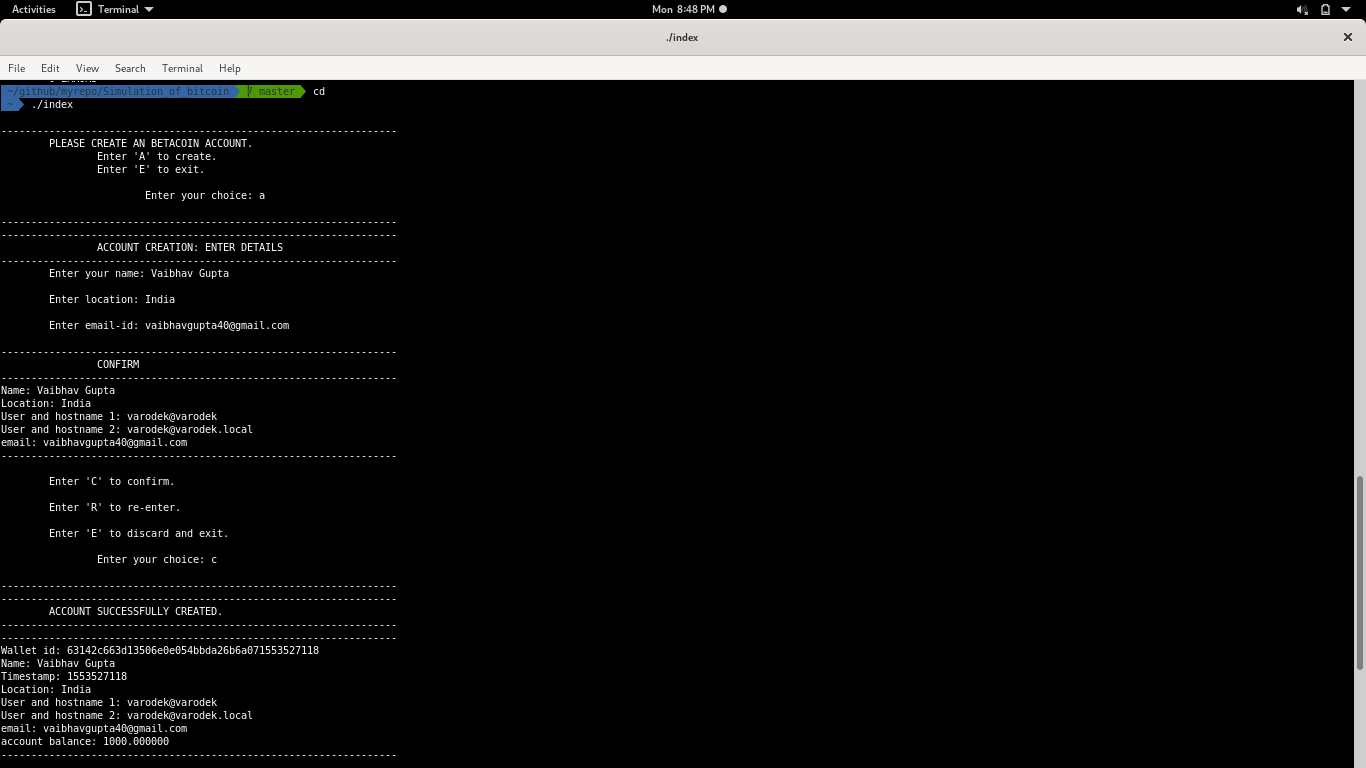 Activities Terminal Mon 8:48 PM
./index
File Edit View Search Terminal Help
~/github/myrepo/Simulation_of_bitcoin master cd
~ ./index
------------------------------------------------------------------
PLEASE CREATE AN BETACOIN ACCOUNT.
Enter 'A' to create.
Enter 'E' to exit.
Enter your choice: a
------------------------------------------------------------------
------------------------------------------------------------------
ACCOUNT CREATION: ENTER DETAILS
------------------------------------------------------------------
Enter your name: Vaibhav Gupta
Enter location: India
Enter email-id: vaibhavgupta40@gmail.com
------------------------------------------------------------------
CONFIRM
------------------------------------------------------------------
Name: Vaibhav Gupta
Location: India
User and hostname 1: varodek@varodek
User and hostname 2: varodek@varodek.local
email: vaibhavgupta40@gmail.com
------------------------------------------------------------------
Enter 'C' to confirm.
Enter 'R' to re-enter.
Enter 'E' to discard and exit.
Enter your choice: c
------------------------------------------------------------------
------------------------------------------------------------------
ACCOUNT SUCCESSFULLY CREATED.
------------------------------------------------------------------
------------------------------------------------------------------
Wallet id: 63142c663d13506e0e054bbda26b6a071553527118
Name: Vaibhav Gupta
Timestamp: 1553527118
Location: India
User and hostname 1: varodek@varodek
User and hostname 2: varodek@varodek.local
email: vaibhavgupta40@gmail.com
account balance: 1000.000000
------------------------------------------------------------------